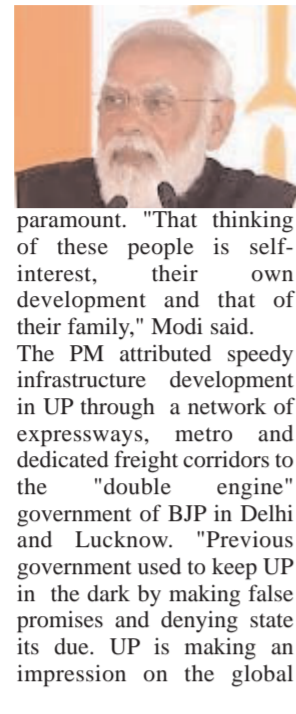 paramount. "That thinking
of these people is self-
interest, their own
development and that of
their family," Modi said.
The PM attributed speedy
infrastructure development
in UP through a network of
expressways, metro and
dedicated freight corridors to
the "double engine"
government of BJP in Delhi
and Lucknow. "Previous
government used to keep UP
in the dark by making false
promises and denying state
its due. UP is making an
impression on the global